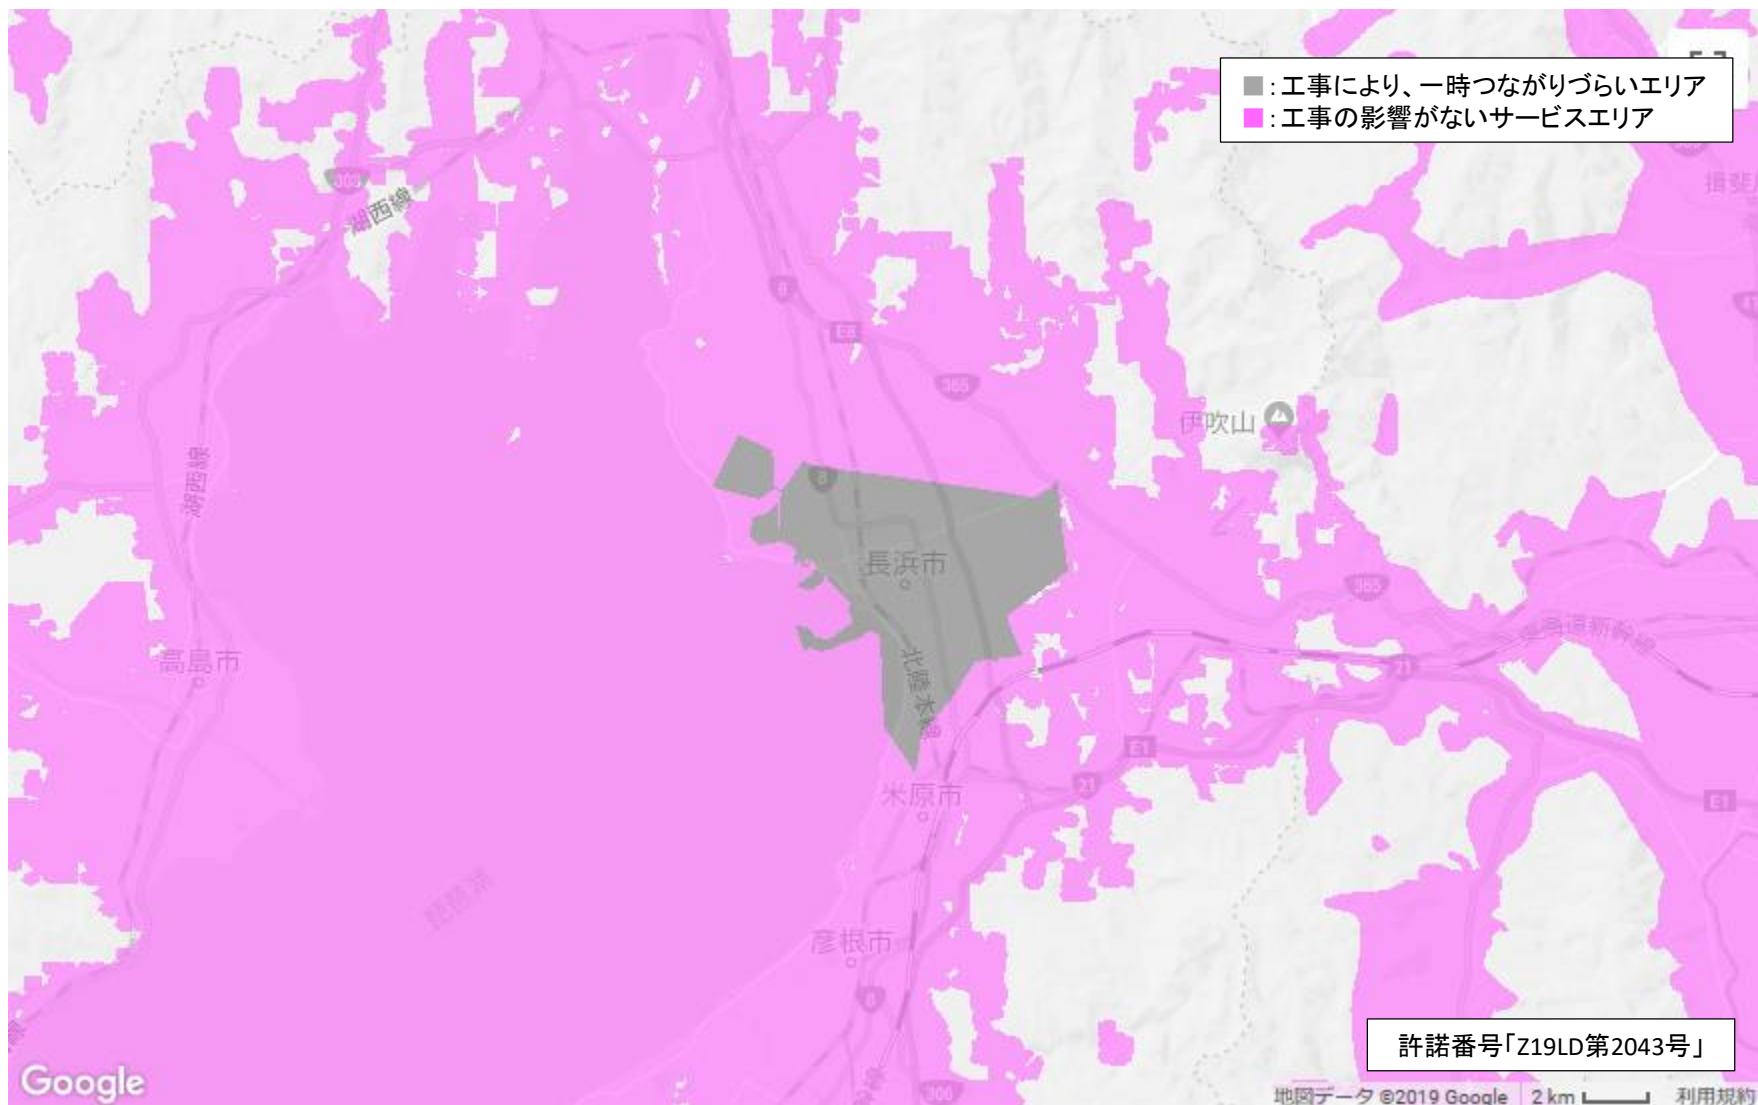 ■：工事により、一時つながりづらいエリア
■：工事の影響がないサービスエリア
303
湖西線
揖斐
8
E8
41
365
伊吹山
8
湖西線
長浜市
365
東海道新幹線
高島市
北陸本線
21
E1
21
米原市
E1
琵琶湖
彦根市
8
306
許諾番号「Z19LD第2043号」
Google
地図データ ©2019 Google
2 km
利用規約